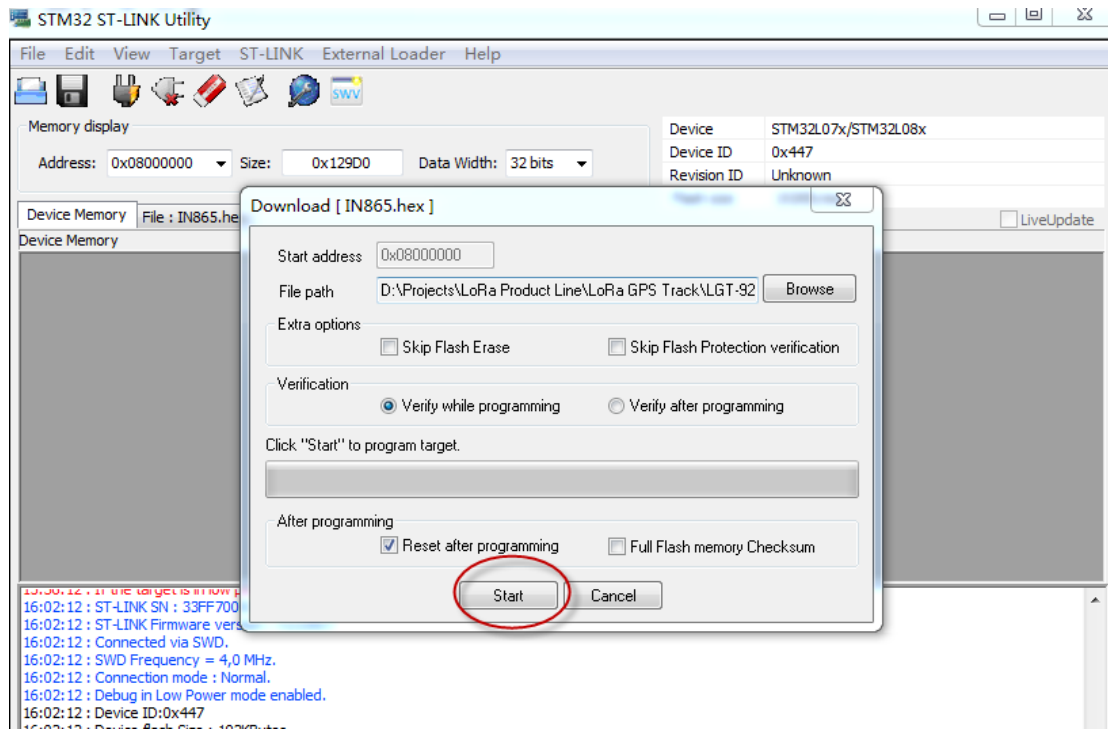 STM32 ST-LINK Utility
File Edit View Target ST-LINK External Loader Help
SWV
Memory display
Address: 0x08000000 Size: 0x129D0 Data Width: 32 bits
Device STM32L07x/STM32L08x
Device ID 0x447
Revision ID Unknown
Device Memory File : IN865.he
LiveUpdate
Device Memory
Download [ IN865.hex ]
Start address 0x08000000
File path D:\Projects\LoRa Product Line\LoRa GPS Track\LGT-92 Browse
Extra options
Skip Flash Erase Skip Flash Protection verification
Verification
Verify while programming Verify after programming
Click "Start" to program target.
After programming
Reset after programming Full Flash memory Checksum
Start Cancel
16:02:12 : ST-LINK SN : 33FF700
16:02:12 : ST-LINK Firmware vers
16:02:12 : Connected via SWD.
16:02:12 : SWD Frequency = 4,0 MHz.
16:02:12 : Connection mode : Normal.
16:02:12 : Debug in Low Power mode enabled.
16:02:12 : Device ID:0x447